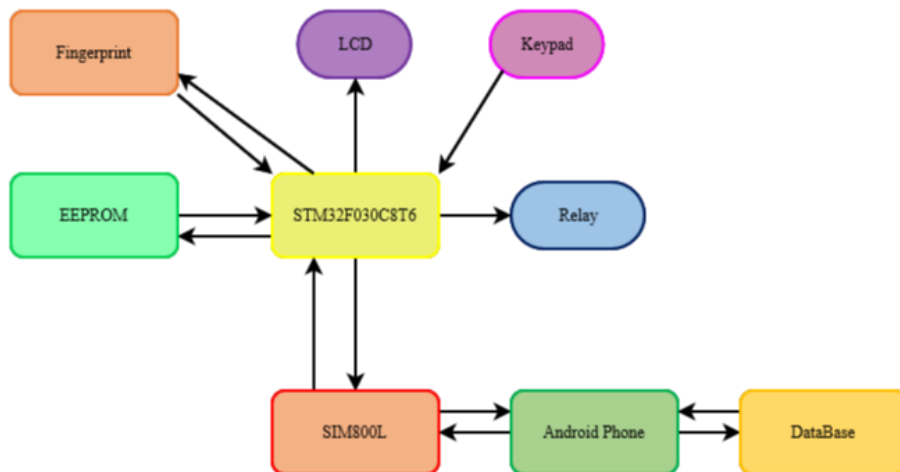 Fingerprint
LCD
Keypad
EEPROM
STM32F030C8T6
Relay
SIM800L
Android Phone
DataBase